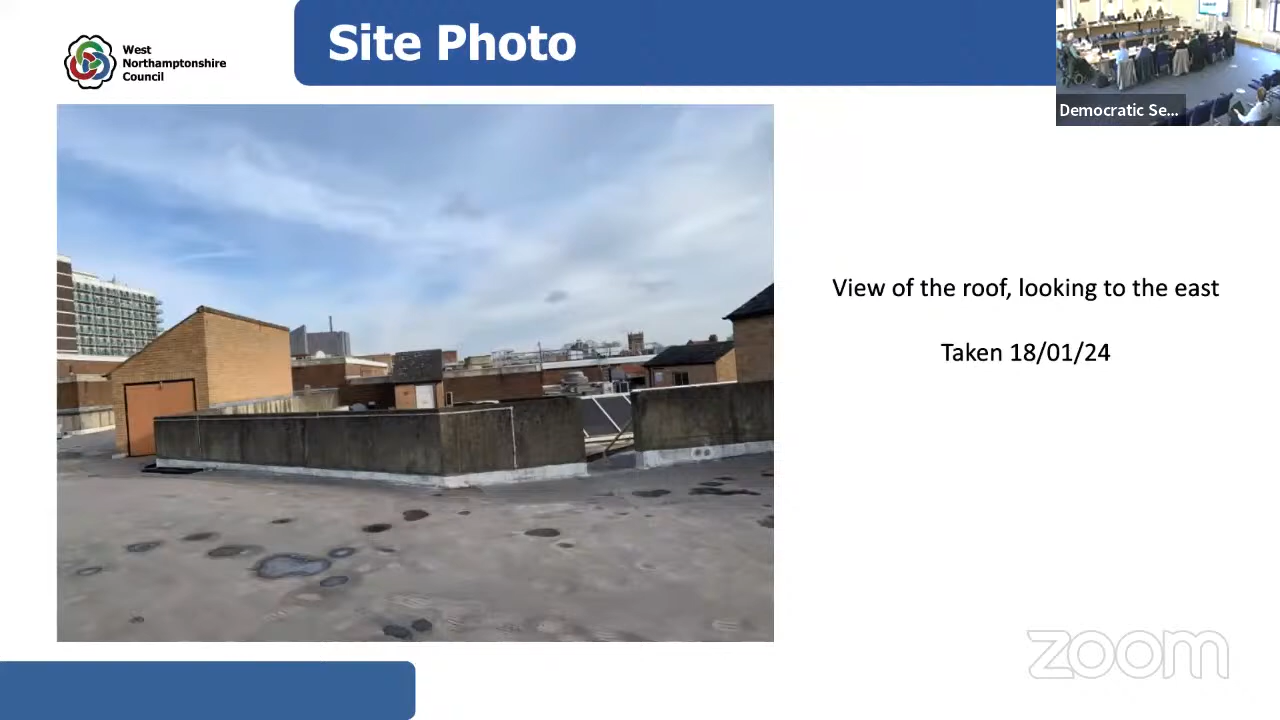 Site Photo
West
Northamptonshire
Council
Democratic Se...
View of the roof, looking to the east
Taken 18/01/24
zoom